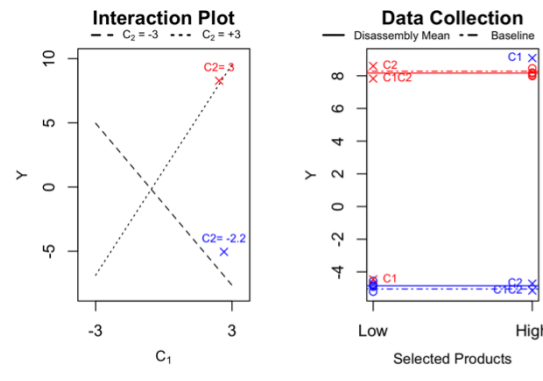 Interaction Plot
C₂ = -3 C₂ = +3
10
5
0
-5
Y
C2= 3
C2= -2.2
-3 3
C₁
Data Collection
Disassembly Mean Baseline
8
6
4
2
0
-2
-4
Y
C2
C1C2
C1
C1
C2
C1C2
Low High
Selected Products